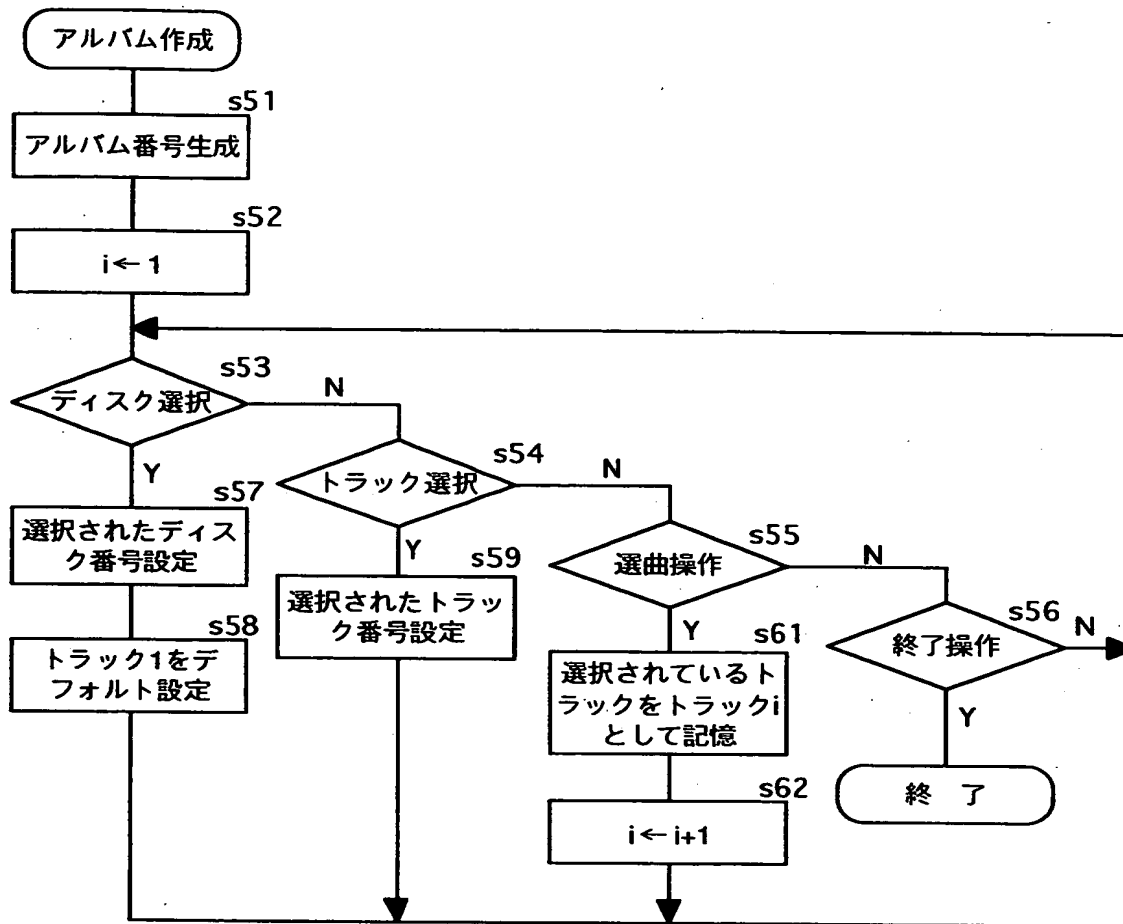 アルバム作成
s51
アルバム番号生成
s52
i←1
s53
ディスク選択
N
Y
s54
トラック選択
N
Y
s55
選曲操作
N
Y
s56
終了操作
N
Y
s57
選択されたディス
ク番号設定
s58
トラック1をデ
フォルト設定
s59
選択されたトラッ
ク番号設定
s61
選択されているト
ラックをトラックi
として記憶
s62
i←i+1
終 了